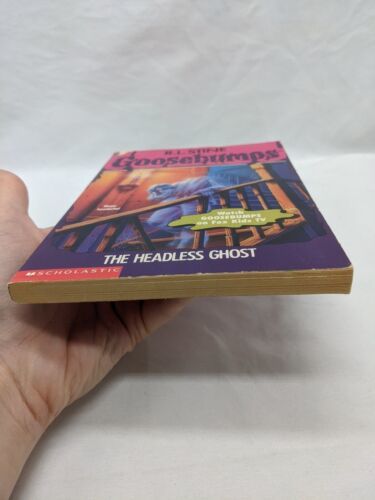 R.L. STINE
Goosebumps
Watch
GOOSEBUMPS
on Fox Kids TV
THE HEADLESS GHOST
SCHOLASTIC